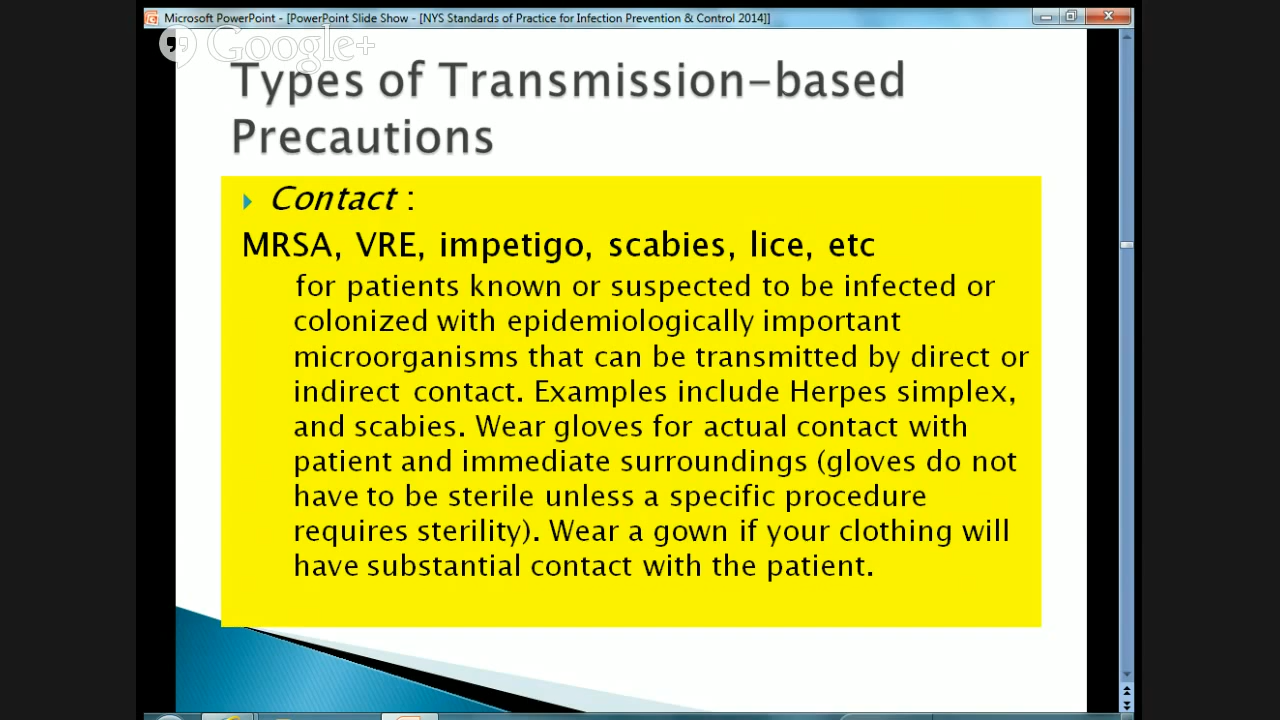 Microsoft PowerPoint - [PowerPoint Slide Show - [NYS Standards of Practice for Infection Prevention & Control 2014]]
Google+
Types of Transmission-based
Precautions
Contact :
MRSA, VRE, impetigo, scabies, lice, etc
for patients known or suspected to be infected or
colonized with epidemiologically important
microorganisms that can be transmitted by direct or
indirect contact. Examples include Herpes simplex,
and scabies. Wear gloves for actual contact with
patient and immediate surroundings (gloves do not
have to be sterile unless a specific procedure
requires sterility). Wear a gown if your clothing will
have substantial contact with the patient.